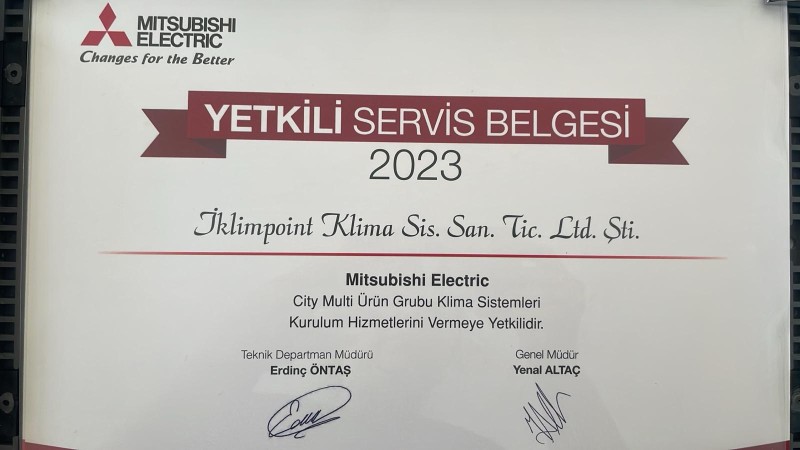 MITSUBISHI
ELECTRIC
Changes for the Better
YETKİLİ SERVİS BELGESİ
2023
İklimpoint Klima Sis. San. Tic. Ltd. Şti.
Mitsubishi Electric
City Multi Ürün Grubu Klima Sistemleri
Kurulum Hizmetlerini Vermeye Yetkilidir.
Teknik Departman Müdürü
Erdinç ÖNTAŞ
Genel Müdür
Yenal ALTAÇ